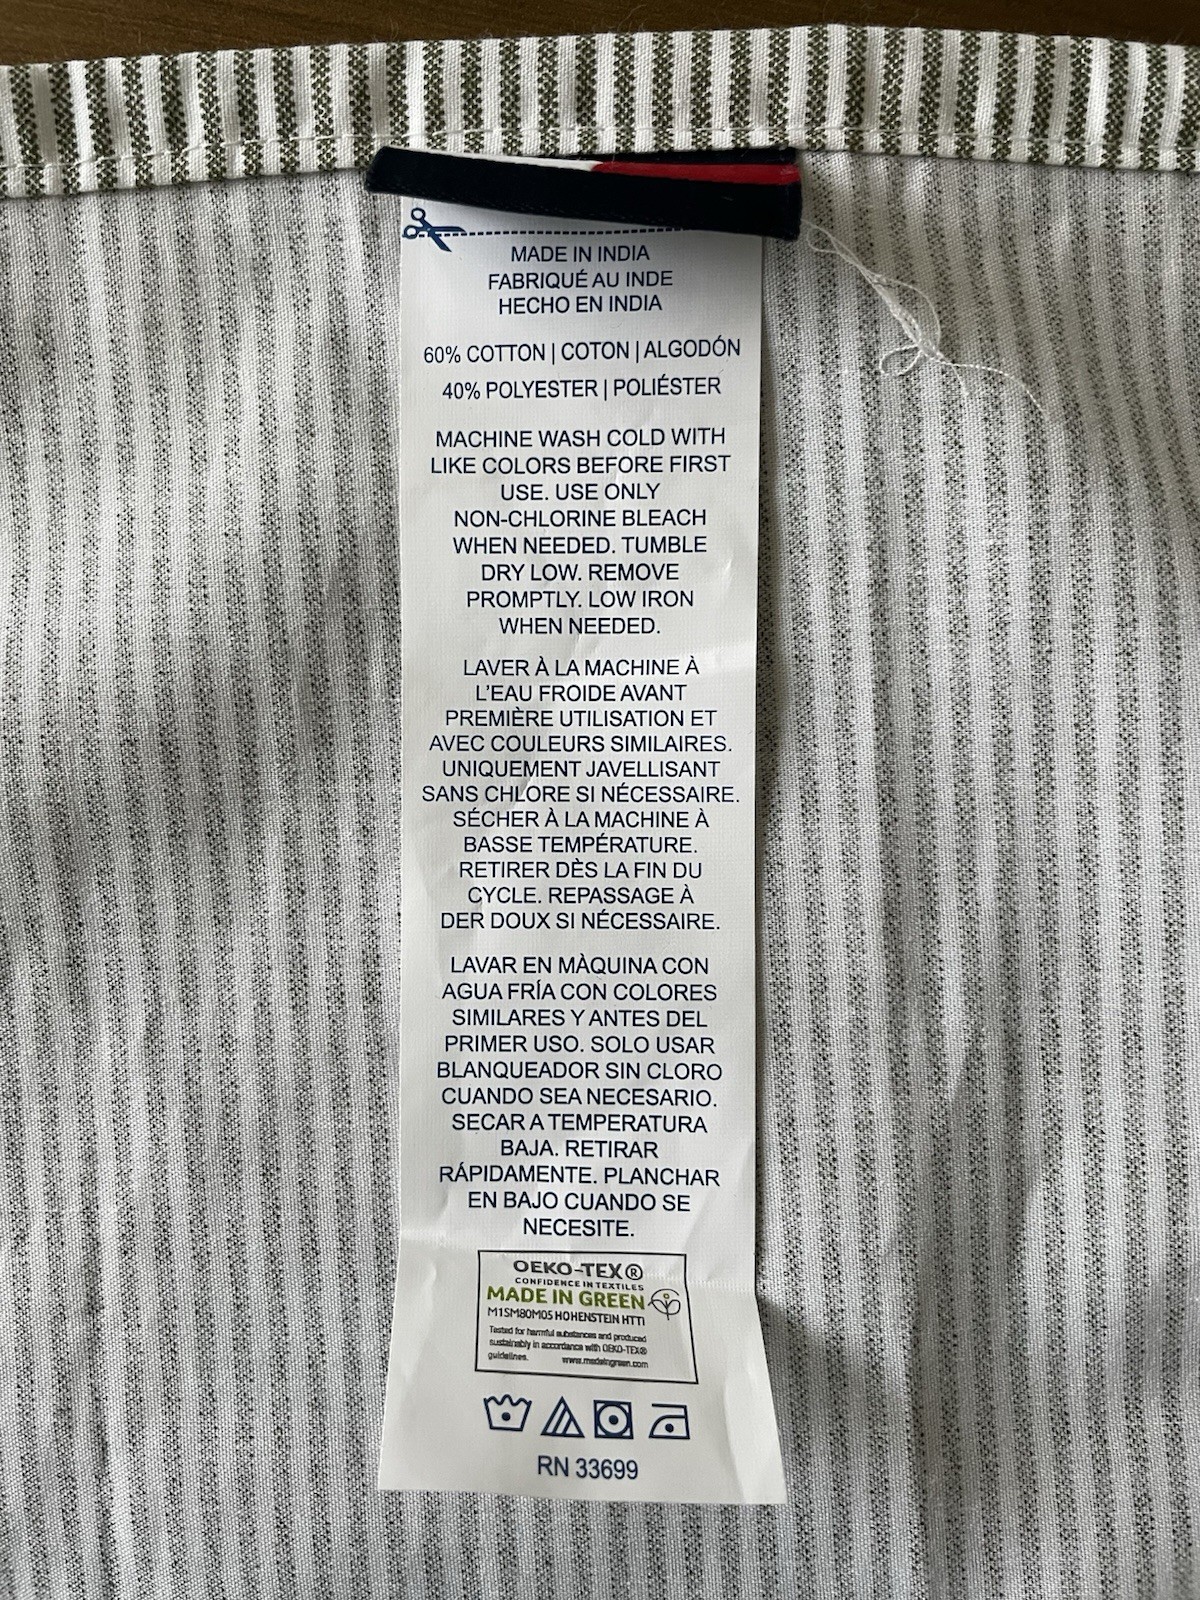 MADE IN INDIA
FABRIQUÉ AU INDE
HECHO EN INDIA
60% COTTON | COTON | ALGODÓN
40% POLYESTER | POLIÉSTER
MACHINE WASH COLD WITH
LIKE COLORS BEFORE FIRST
USE. USE ONLY
NON-CHLORINE BLEACH
WHEN NEEDED. TUMBLE
DRY LOW. REMOVE
PROMPTLY. LOW IRON
WHEN NEEDED.
LAVER À LA MACHINE À
L'EAU FROIDE AVANT
PREMIÈRE UTILISATION ET
AVEC COULEURS SIMILAIRES.
UNIQUEMENT JAVELLISANT
SANS CHLORE SI NÉCESSAIRE.
SÉCHER À LA MACHINE À
BASSE TEMPÉRATURE.
RETIRER DÈS LA FIN DU
CYCLE. REPASSAGE À
DER DOUX SI NÉCESSAIRE.
LAVAR EN MÀQUINA CON
AGUA FRÍA CON COLORES
SIMILARES Y ANTES DEL
PRIMER USO. SOLO USAR
BLANQUEADOR SIN CLORO
CUANDO SEA NECESARIO.
SECAR A TEMPERATURA
BAJA. RETIRAR
RÁPIDAMENTE. PLANCHAR
EN BAJO CUANDO SE
NECESITE.
OEKO-TEX®
CONFIDENCE IN TEXTILES
MADE IN GREEN
M1SM80M05 HOHENSTEIN HTTI
Tested for harmful substances and produced
sustainably in accordance with OEKO-TEX®
guidelines. www.madeingreen.com
RN 33699